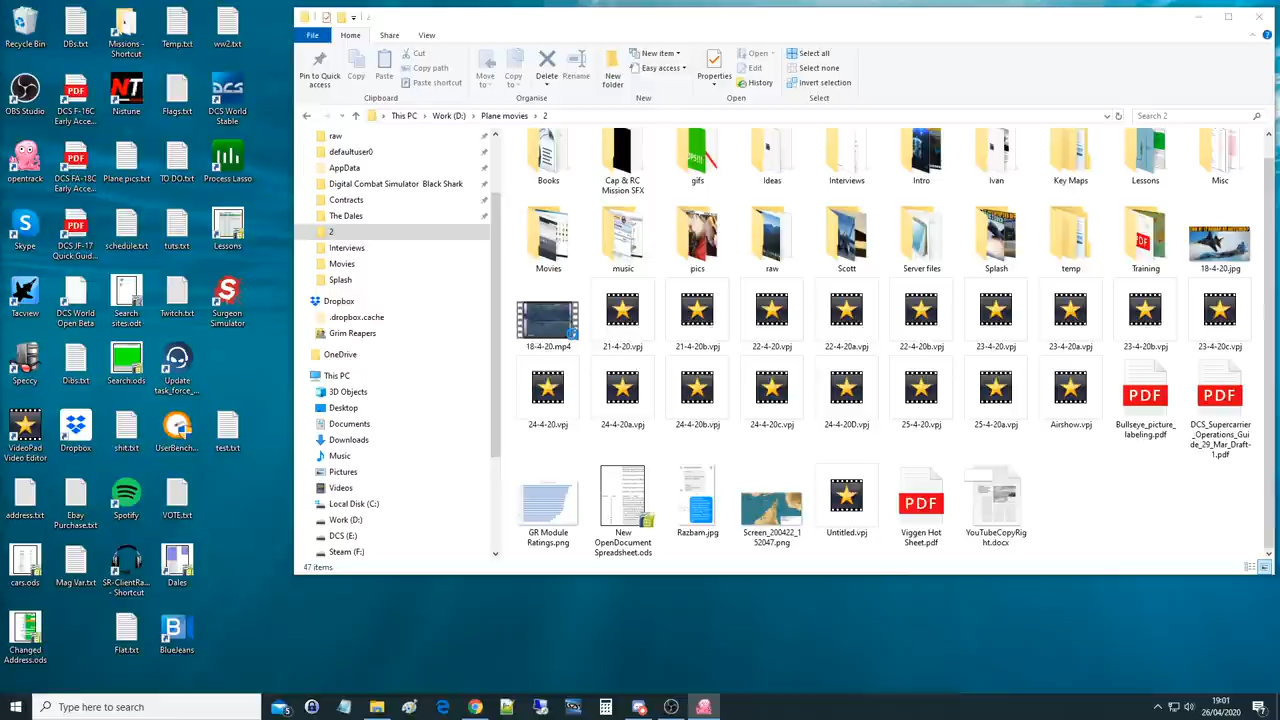 Recycle Bin
DBs.txt
Missions -
Shortcut
Temp.txt
ww2.txt
OBS Studio
DCS F-16C
Early Acce...
Nistune
Flags.txt
DCS World
Stable
opentrack
DCS FA-18C
Early Acce...
Plane pics.txt
TO DO.txt
Process Lasso
Skype
DCS JF-17
Quick Guid...
schedule.txt
tuts.txt
Lessons
Tacview
DCS World
Open Beta
Search
sites.odt
Twitch.txt
Surgeon
Simulator
Speccy
Dibs.txt
Search.ods
Update
task_force_...
VideoPad
Video Editor
Dropbox
shit.txt
UserBench...
test.txt
address.txt
Ebay
Purchase.txt
Spotify
VOTE.txt
cars.ods
Mag Var.txt
SR-ClientRa...
- Shortcut
Dales
Changed
Address.ods
Flat.txt
BlueJeans
File
Home
Share
View
Pin to Quick
access
Copy
Paste
Cut
Copy path
Paste shortcut
Clipboard
Move
to
Copy
to
Delete
Rename
Organise
New
folder
New item
Easy access
New
Properties
Open
Edit
History
Open
Select all
Select none
Invert selection
Select
This PC
Work (D:)
Plane movies
2
Search 2
raw
defaultuser0
AppData
Digital Combat Simulator Black Shark
Contracts
The Dales
2
Interviews
Movies
Splash
Dropbox
.dropbox.cache
Grim Reapers
OneDrive
This PC
3D Objects
Desktop
Documents
Downloads
Music
Pictures
Videos
Local Disk (C:)
Work (D:)
DCS (E:)
Steam (F:)
Books
Cap & RC
Mission SFX
gifs
Ideas
Interviews
Intro
Ivan
Key Maps
Lessons
Misc
Movies
music
pics
raw
Scott
Server files
Splash
temp
Training
18-4-20.jpg
18-4-20.mp4
21-4-20.vpj
21-4-20b.vpj
22-4-20.vpj
22-4-20a.vpj
22-4-20b.vpj
23-4-20.vpj
23-4-20a.vpj
23-4-20b.vpj
23-4-20c.vpj
24-4-20.vpj
24-4-20a.vpj
24-4-20b.vpj
24-4-20c.vpj
24-4-20D.vpj
25-4-20.vpj
25-4-20a.vpj
Airshow.vpj
Bullseye_picture_
labeling.pdf
DCS_Supercarrier
_Operations_Gui
de_29_Mar_Draft-
1.pdf
GR Module
Ratings.png
New
OpenDocument
Spreadsheet.ods
Razbam.jpg
Screen_200422_1
52047.png
Untitled.vpj
Viggen Hot
Sheet.pdf
YouTubeCopyRig
ht.docx
47 items
Type here to search
19:01
26/04/2020